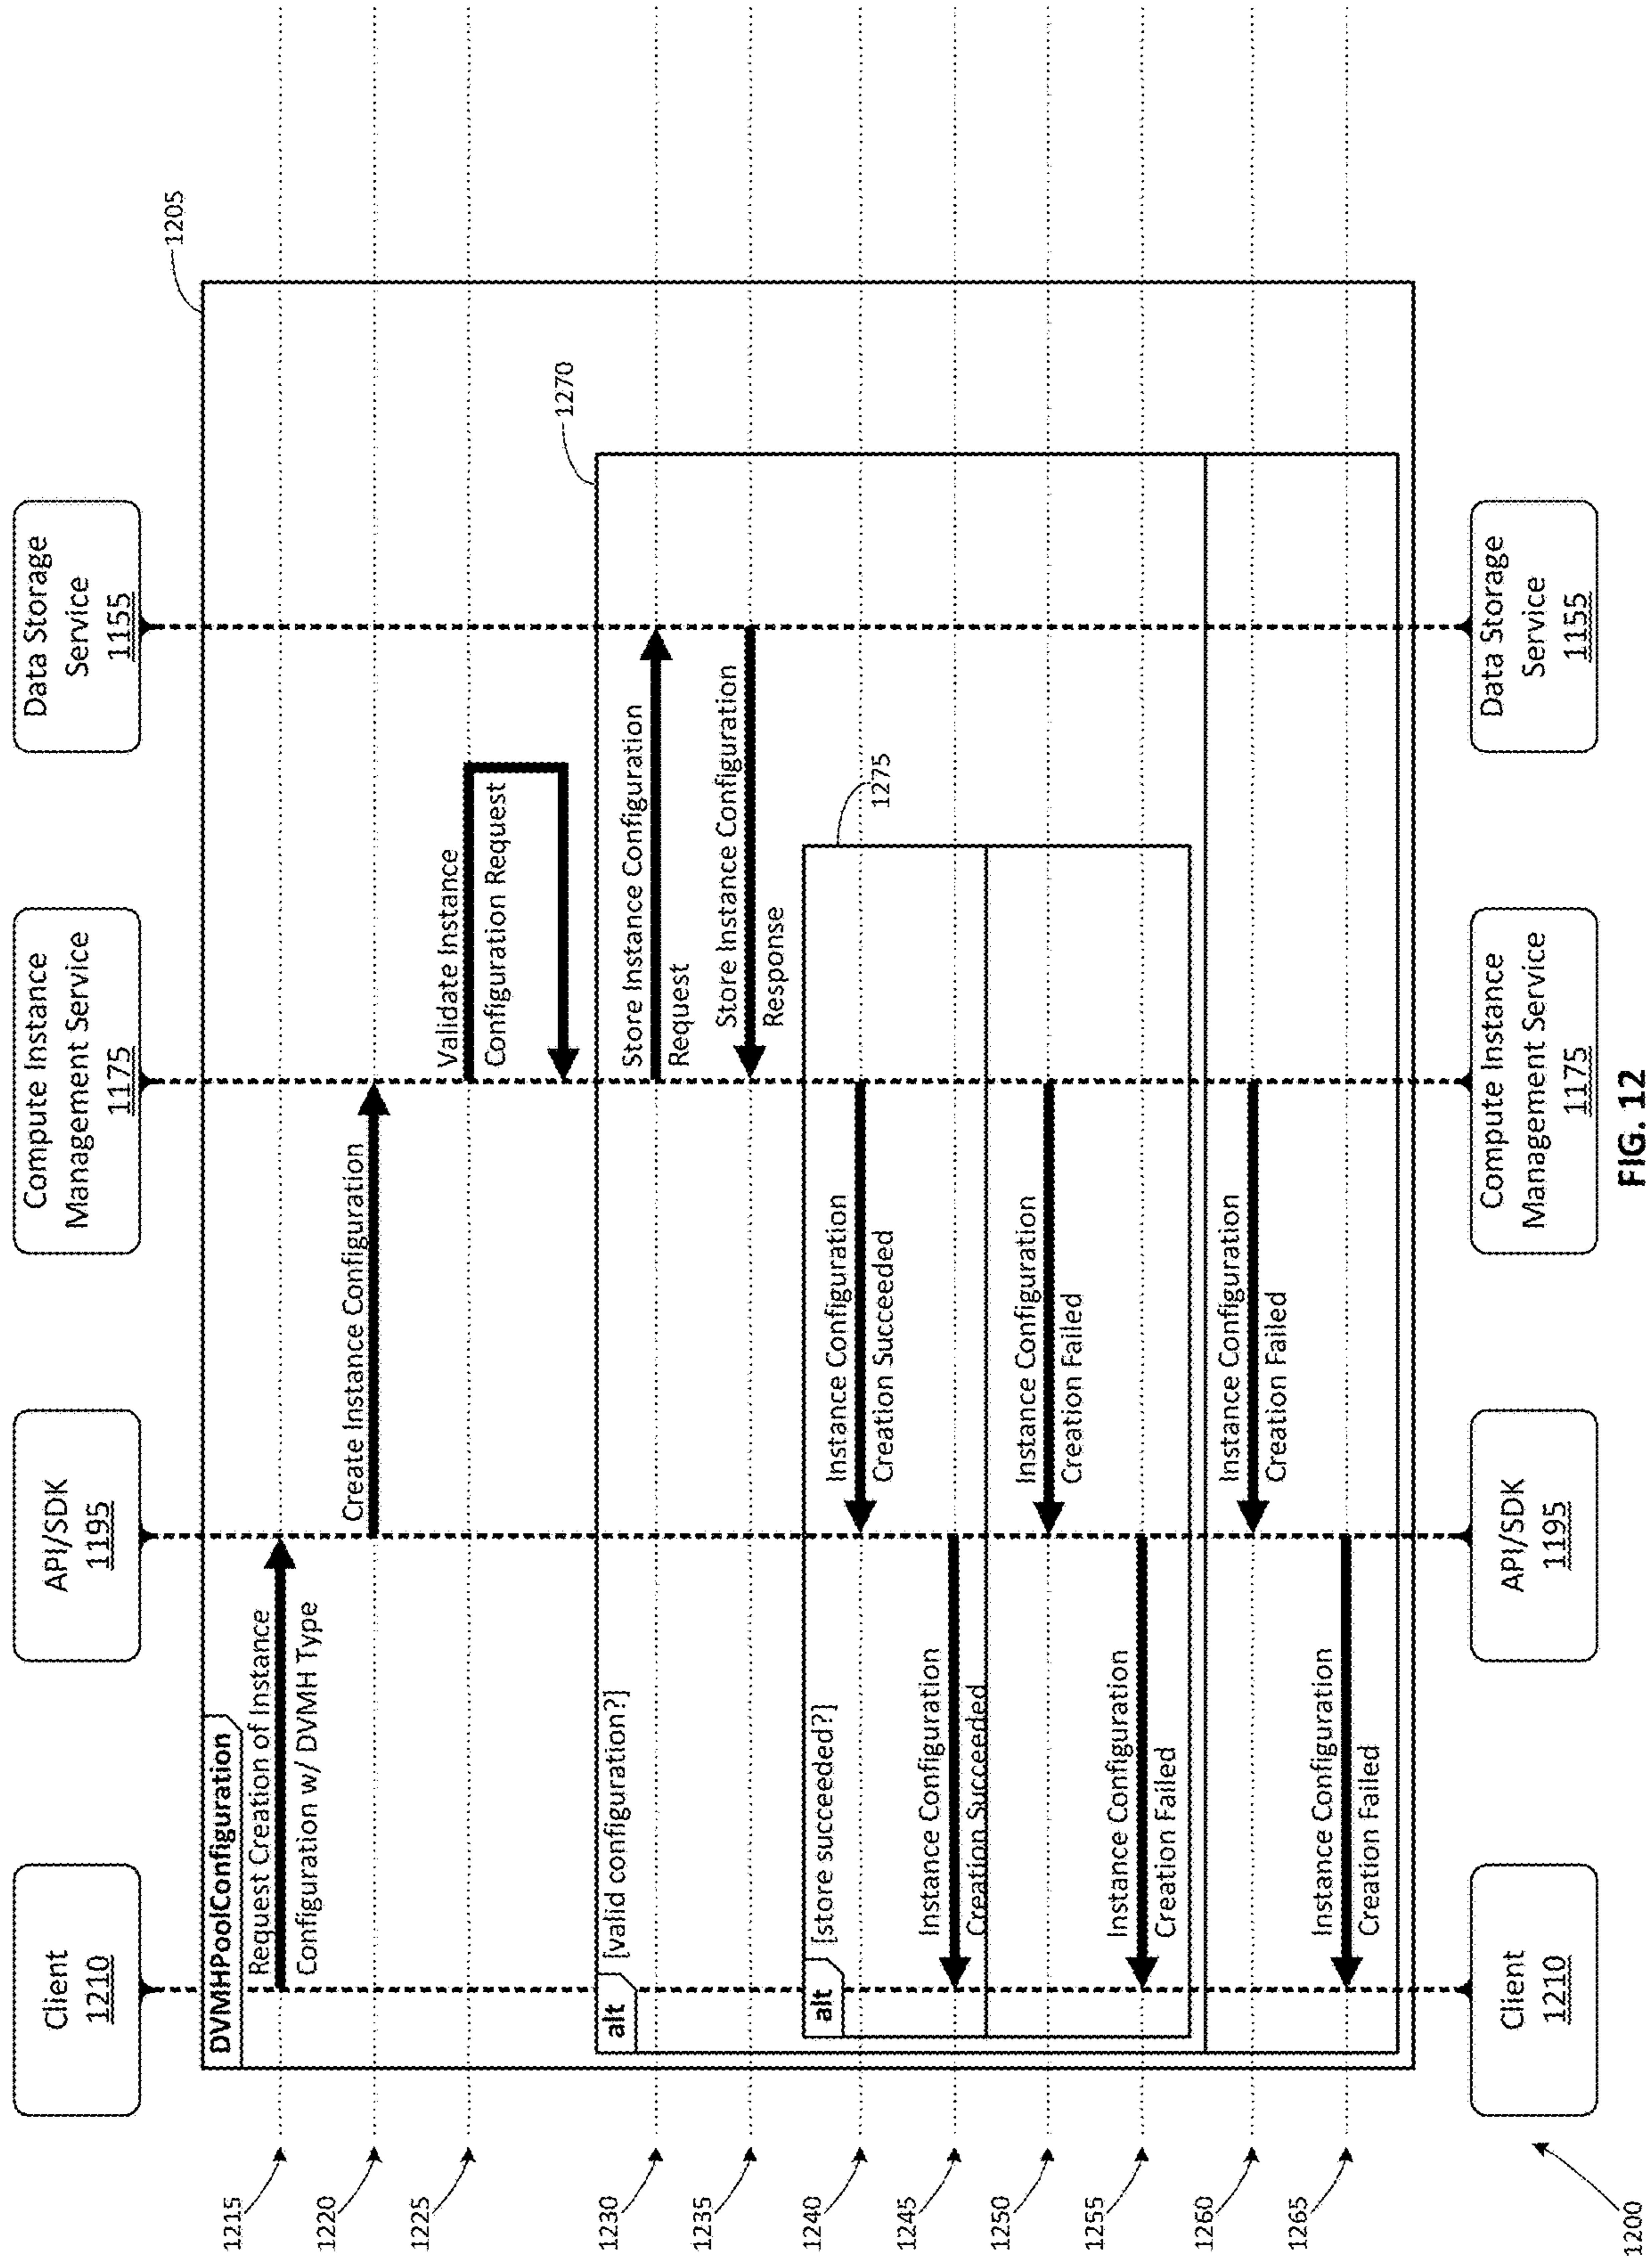 Client
1210
API/SDK
1195
Compute Instance
Management Service
1175
Data Storage
Service
1155
1205
DVMHPoolConfiguration
1215
Request Creation of Instance
Configuration w/ DVMH Type
1220
Create Instance Configuration
1225
Validate Instance
Configuration Request
1270
alt
[valid configuration?]
1230
Store Instance Configuration
Request
1235
Store Instance Configuration
Response
1275
alt
[store succeeded?]
1240
Instance Configuration
Creation Succeeded
1245
Instance Configuration
Creation Succeeded
1250
Instance Configuration
Creation Failed
1255
Instance Configuration
Creation Failed
1260
Instance Configuration
Creation Failed
1265
Instance Configuration
Creation Failed
Client
1210
API/SDK
1195
Compute Instance
Management Service
1175
Data Storage
Service
1155
1200
FIG. 12